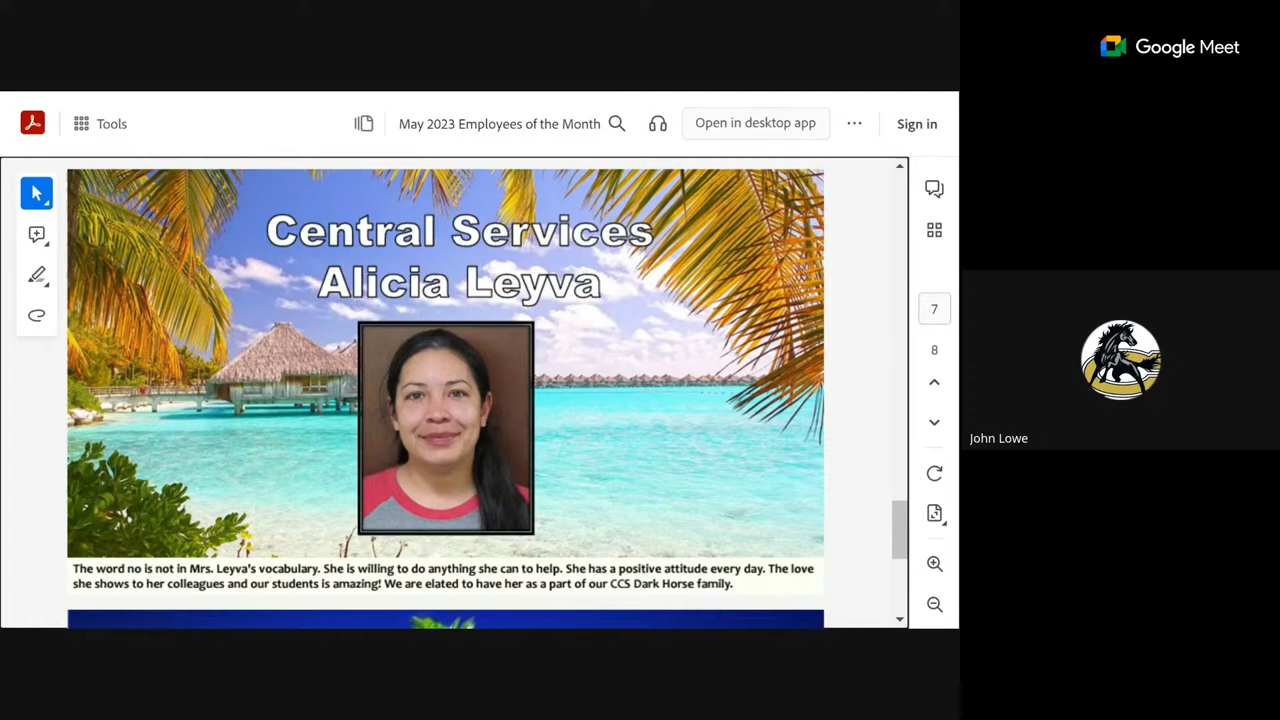 Google Meet
Tools
May 2023 Employees of the Month
Open in desktop app
Sign in
Central Services
Alicia Leyva
7
8
John Lowe
The word no is not in Mrs. Leyva's vocabulary. She is willing to do anything she can to help. She has a positive attitude every day. The love
she shows to her colleagues and our students is amazing! We are elated to have her as a part of our CCS Dark Horse family.